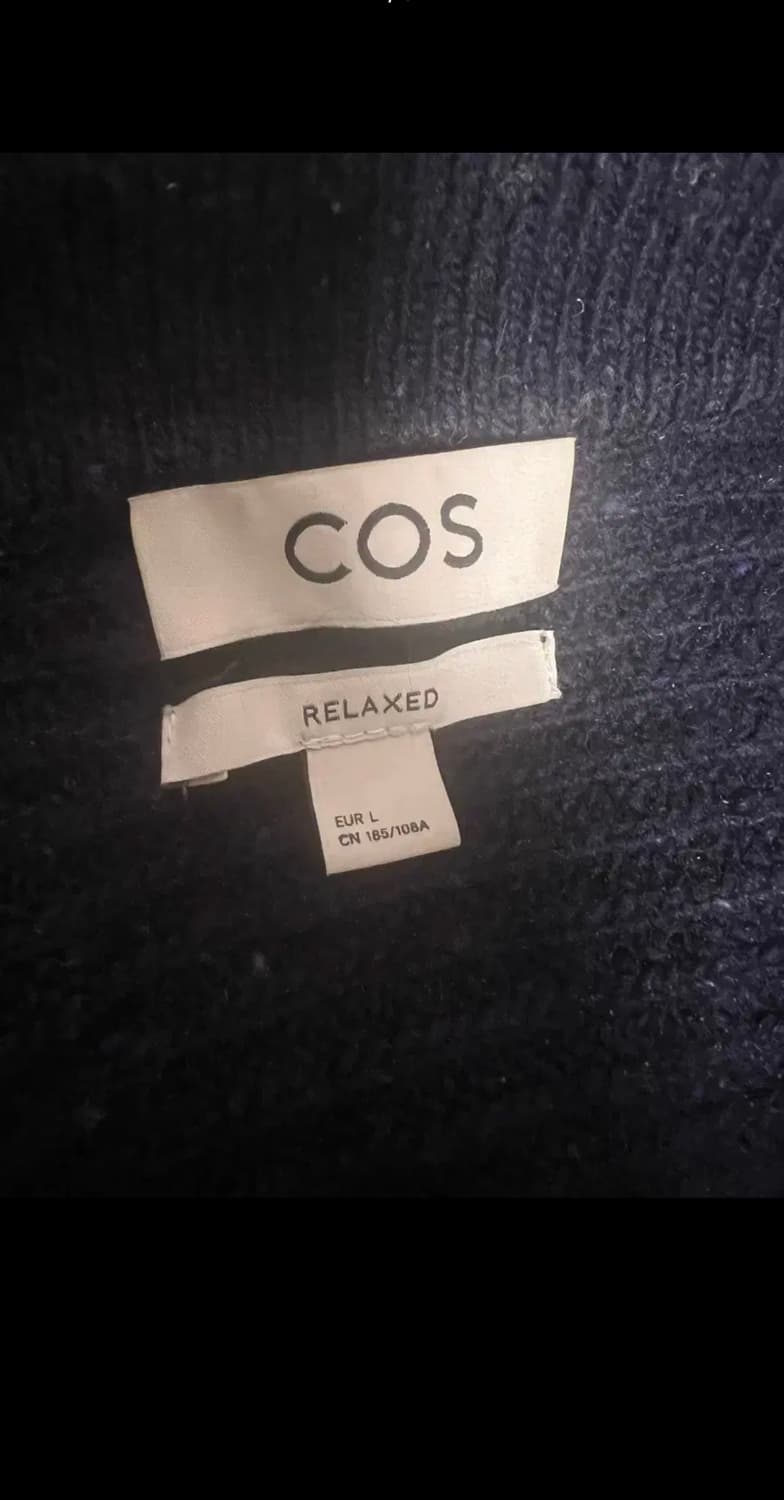 COS
RELAXED
EUR L
CN 185/108A